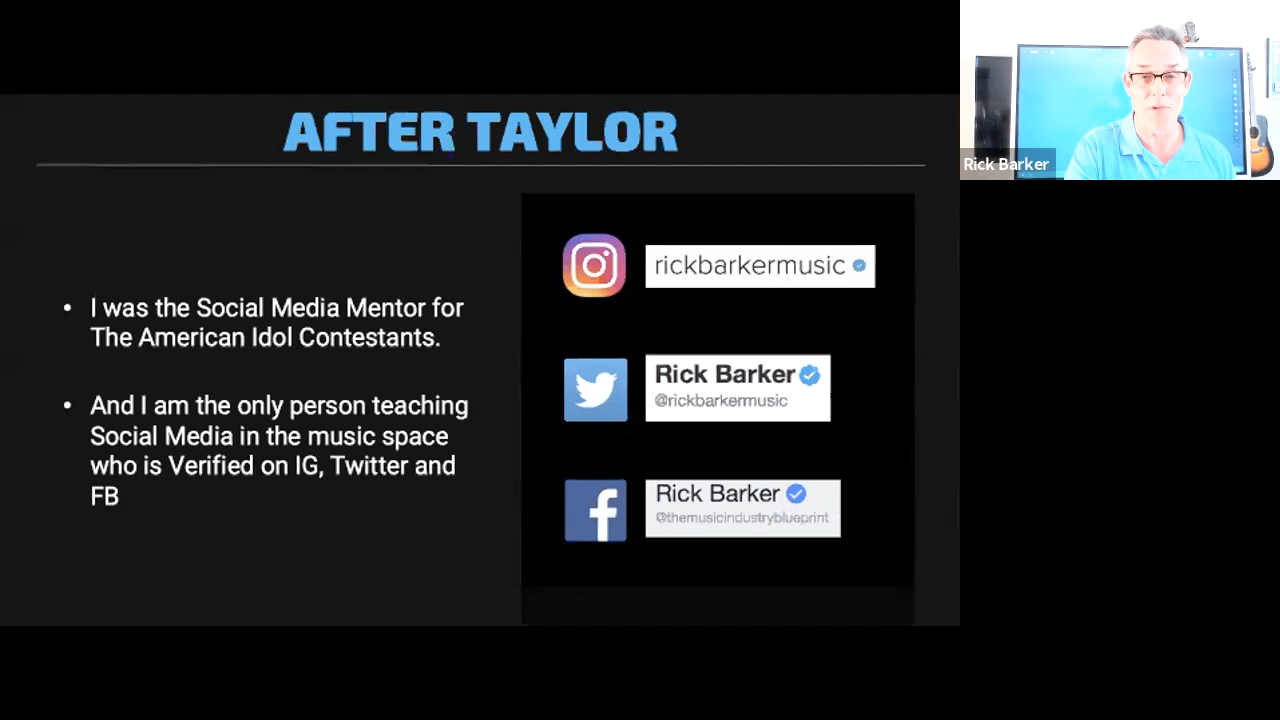 AFTER TAYLOR
• I was the Social Media Mentor for
The American Idol Contestants.
• And I am the only person teaching
Social Media in the music space
who is Verified on IG, Twitter and
FB
rickbarkermusic
Rick Barker
@rickbarkermusic
Rick Barker
@themusicindustryblueprint
Rick Barker